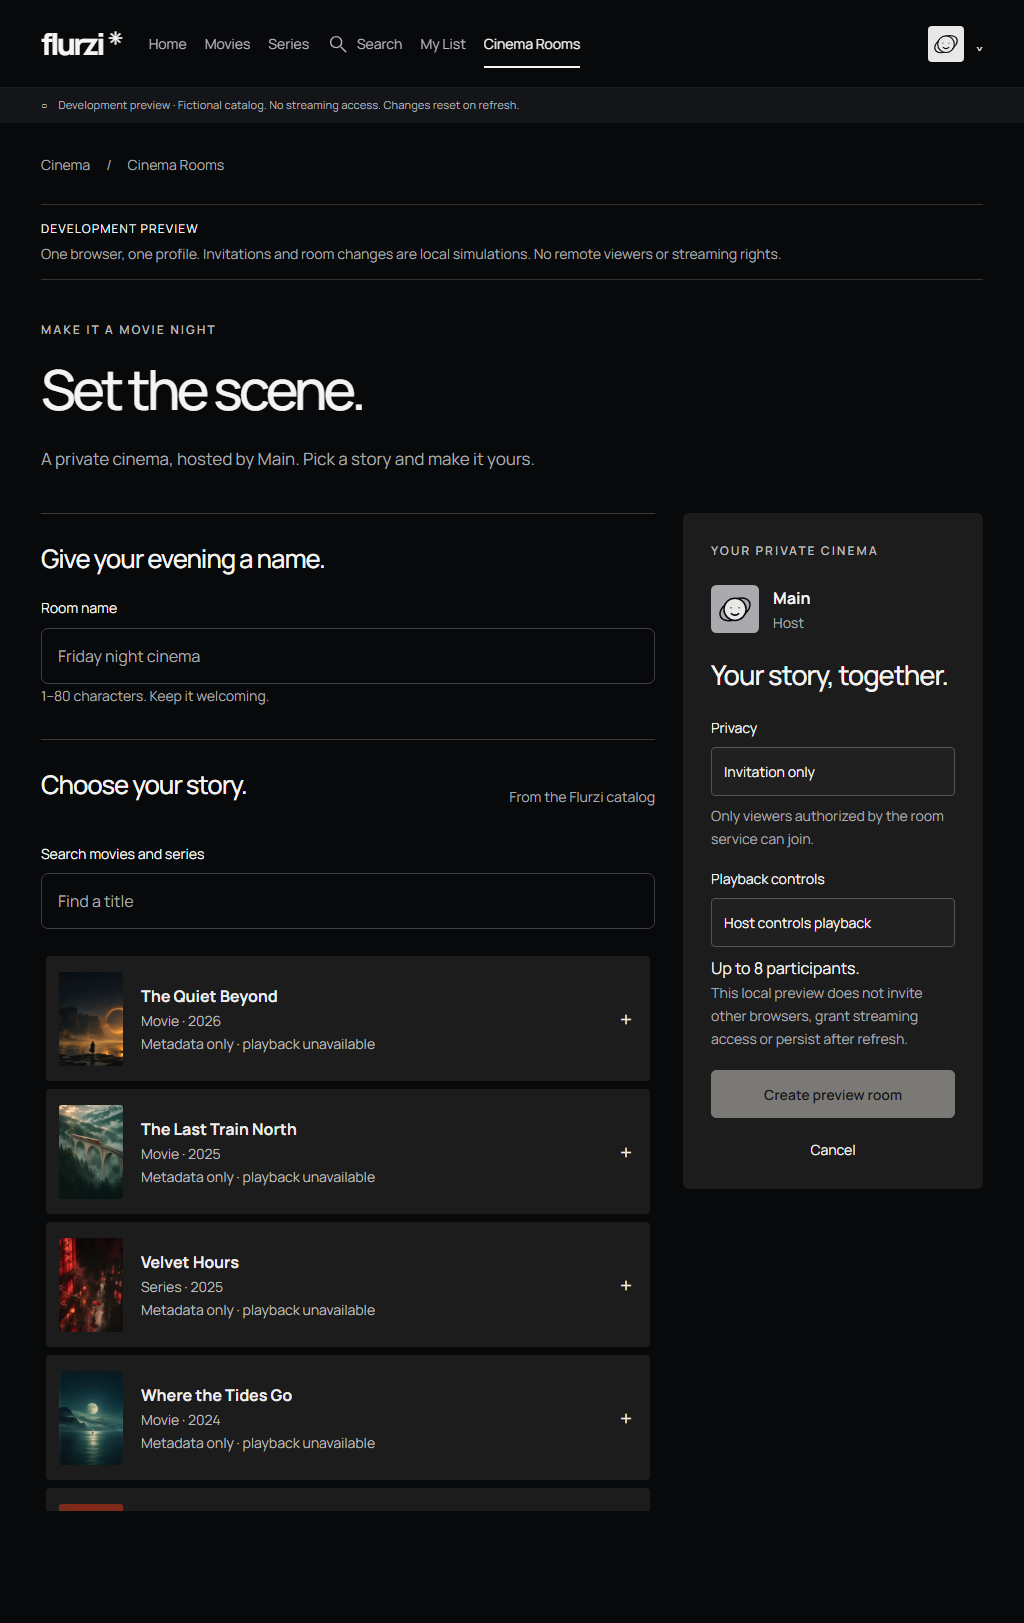 flurzi*
Home Movies Series Search My List Cinema Rooms
Development preview · Fictional catalog. No streaming access. Changes reset on refresh.
Cinema / Cinema Rooms
DEVELOPMENT PREVIEW
One browser, one profile. Invitations and room changes are local simulations. No remote viewers or streaming rights.
MAKE IT A MOVIE NIGHT
Set the scene.
A private cinema, hosted by Main. Pick a story and make it yours.
Give your evening a name.
Room name
Friday night cinema
1–80 characters. Keep it welcoming.
Choose your story.
From the Flurzi catalog
Search movies and series
Find a title
The Quiet Beyond
Movie · 2026
Metadata only · playback unavailable
+
The Last Train North
Movie · 2025
Metadata only · playback unavailable
+
Velvet Hours
Series · 2025
Metadata only · playback unavailable
+
Where the Tides Go
Movie · 2024
Metadata only · playback unavailable
+
YOUR PRIVATE CINEMA
Main
Host
Your story, together.
Privacy
Invitation only
Only viewers authorized by the room
service can join.
Playback controls
Host controls playback
Up to 8 participants.
This local preview does not invite
other browsers, grant streaming
access or persist after refresh.
Create preview room
Cancel